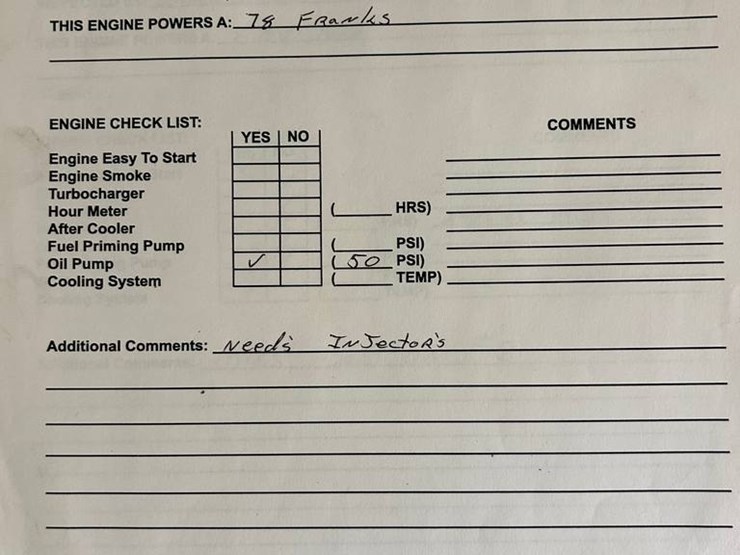 THIS ENGINE POWERS A: 78 Franks
ENGINE CHECK LIST:
YES NO
COMMENTS
Engine Easy To Start
Engine Smoke
Turbocharger
Hour Meter ( HRS)
After Cooler
Fuel Priming Pump ( PSI)
Oil Pump ✓ ( 50 PSI)
Cooling System ( TEMP)
Additional Comments: Need's InJector's